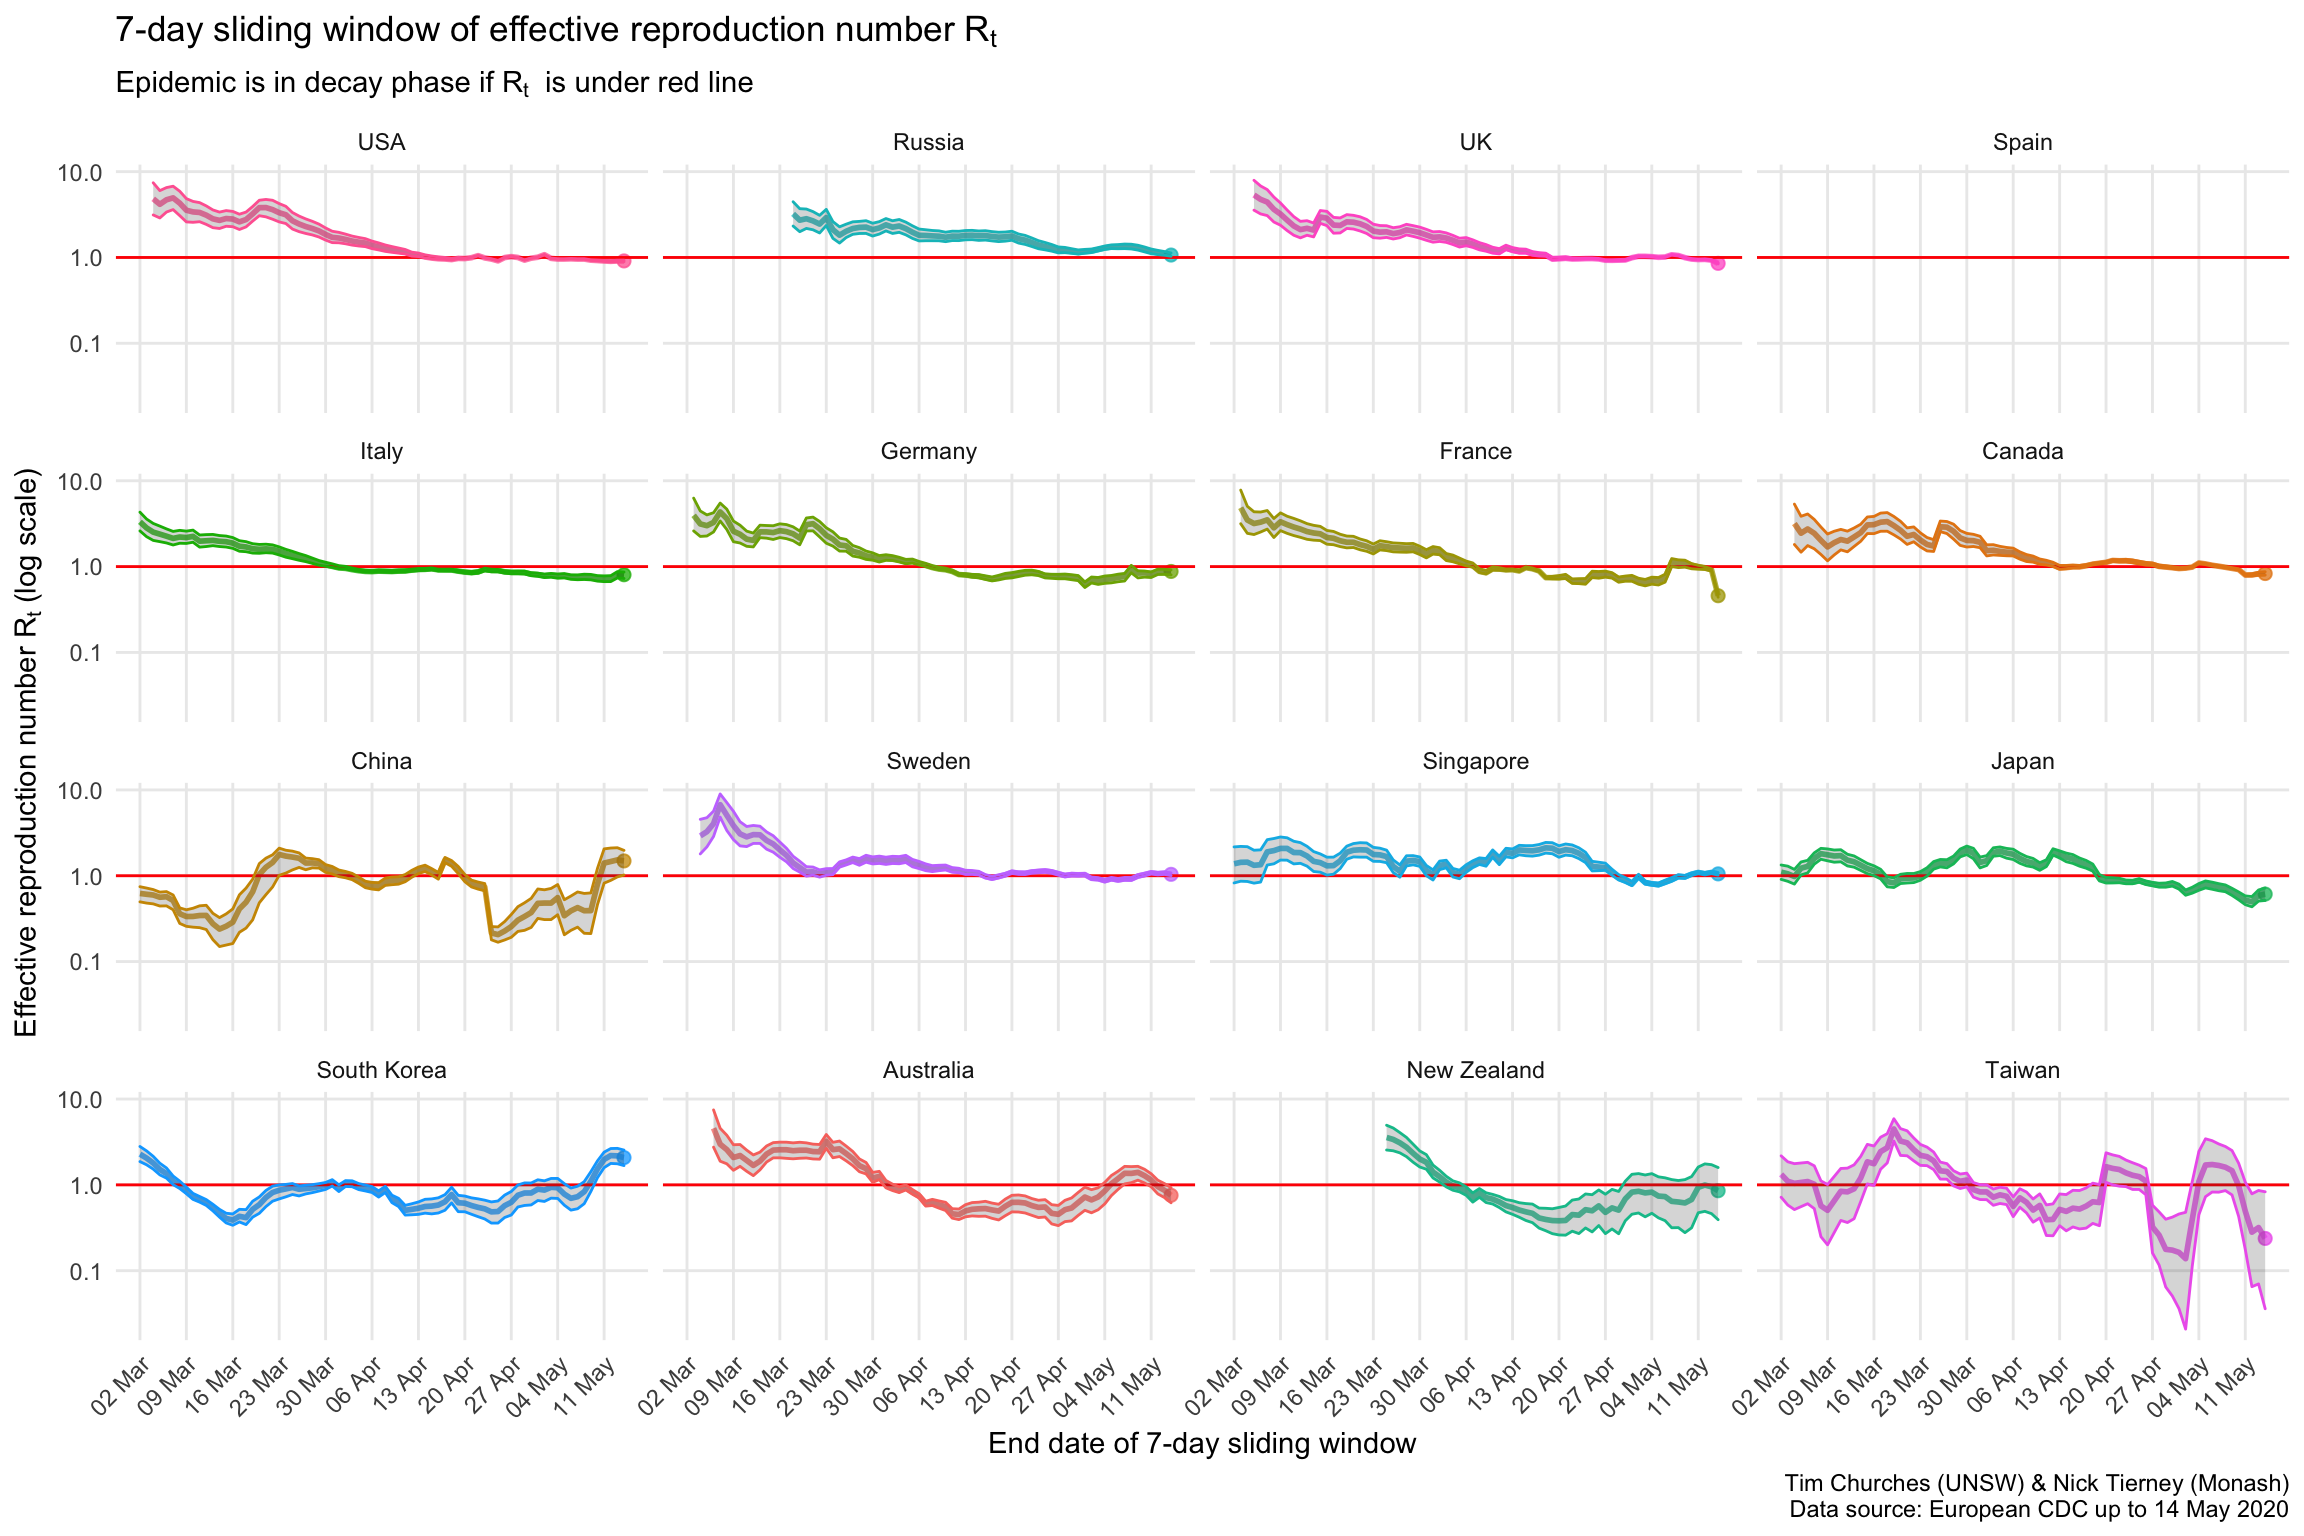 7-day sliding window of effective reproduction number Rt
Epidemic is in decay phase if Rt is under red line
USA
Russia
UK
Spain
10.0
1.0
0.1
Italy
Germany
France
Canada
10.0
1.0
0.1
China
Sweden
Singapore
Japan
10.0
1.0
0.1
South Korea
Australia
New Zealand
Taiwan
10.0
1.0
0.1
Effective reproduction number Rt (log scale)
02 Mar 09 Mar 16 Mar 23 Mar 30 Mar 06 Apr 13 Apr 20 Apr 27 Apr 04 May 11 May
02 Mar 09 Mar 16 Mar 23 Mar 30 Mar 06 Apr 13 Apr 20 Apr 27 Apr 04 May 11 May
02 Mar 09 Mar 16 Mar 23 Mar 30 Mar 06 Apr 13 Apr 20 Apr 27 Apr 04 May 11 May
02 Mar 09 Mar 16 Mar 23 Mar 30 Mar 06 Apr 13 Apr 20 Apr 27 Apr 04 May 11 May
End date of 7-day sliding window
Tim Churches (UNSW) & Nick Tierney (Monash)
Data source: European CDC up to 14 May 2020